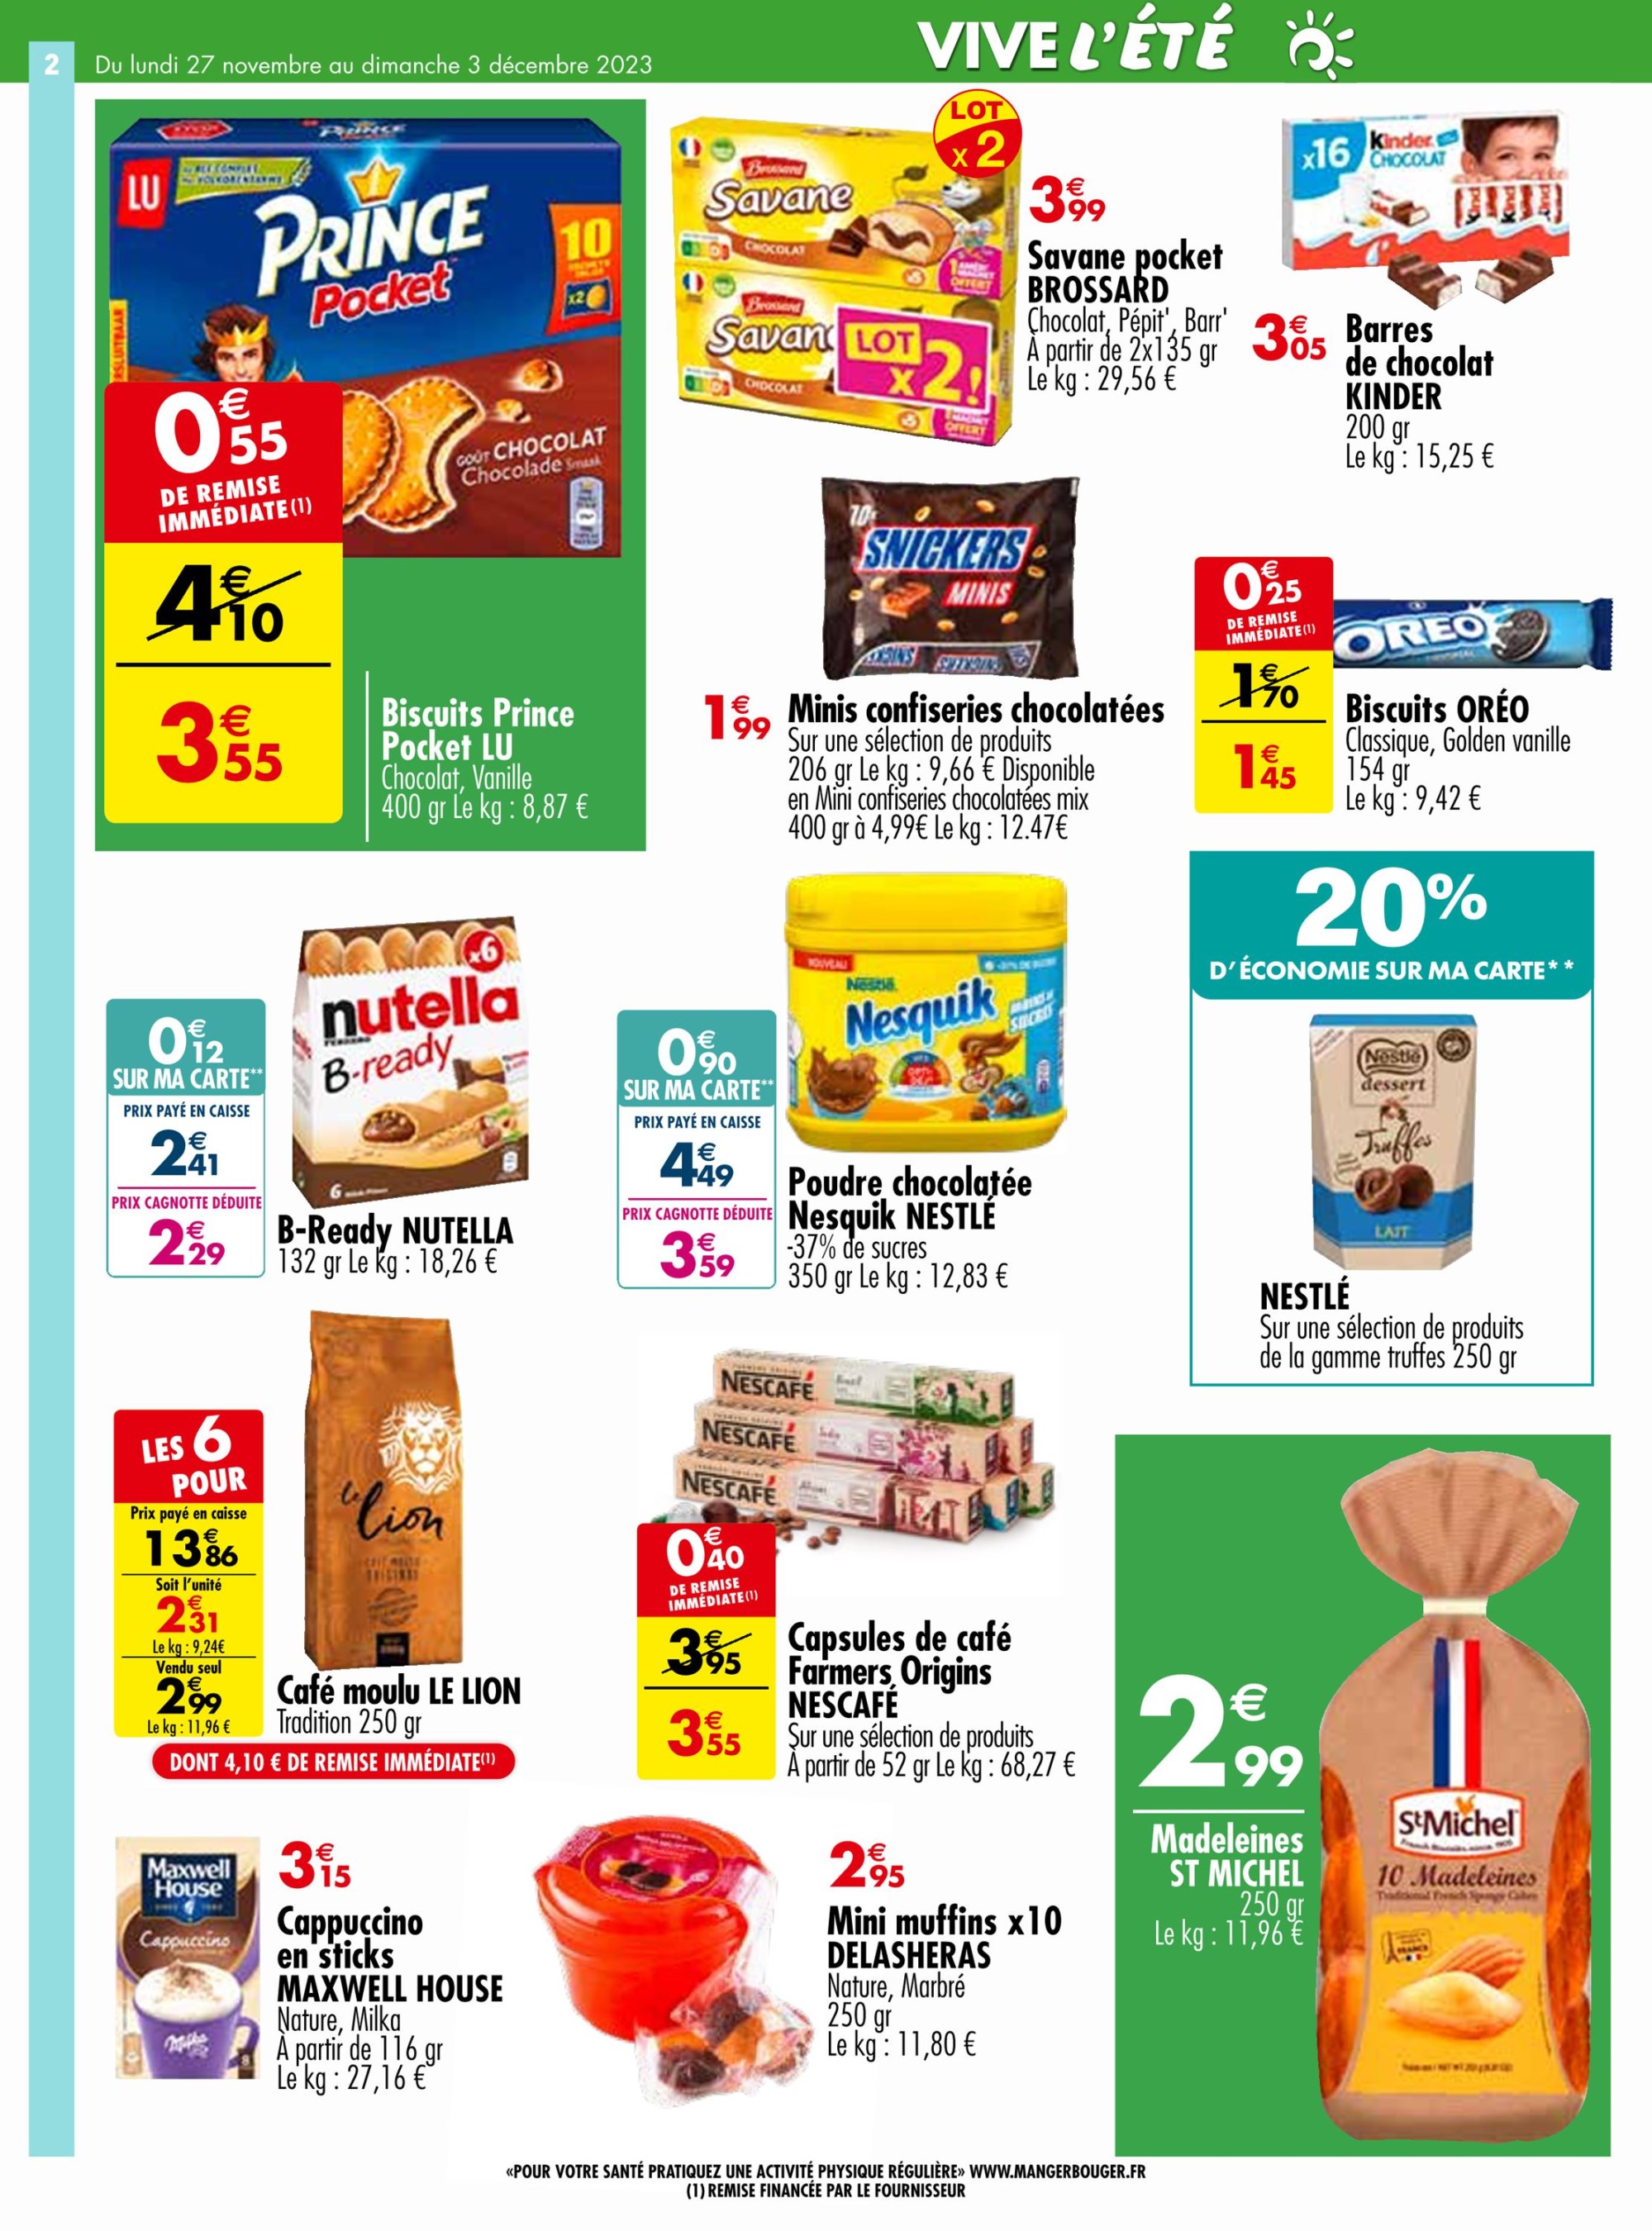 VIVE L'ÉTÉ
2
Du lundi 27 novembre au dimanche 3 décembre 2023
LU
PRINCE
PRINCE
Pocket
10
x2
GOÛT CHOCOLAT
Chocolade Smaak
0€55
DE REMISE
IMMÉDIATE(1)
4€10
3€55
Biscuits Prince
Pocket LU
Chocolat, Vanille
400 gr Le kg : 8,87 €
LOT
x 2
Brossard
Savane
CHOCOLAT
Brossard
LOT
x2!
CHOCOLAT
3€99
Savane pocket
BROSSARD
Chocolat, Pépit', Barr'
À partir de 2x135 gr
Le kg : 29,56 €
x16
Kinder
CHOCOLAT
3€05
Barres
de chocolat
KINDER
200 gr
Le kg : 15,25 €
SNICKERS
MINIS
1€99
Minis confiseries chocolatées
Sur une sélection de produits
206 gr Le kg : 9,66 € Disponible
en Mini confiseries chocolatées mix
400 gr à 4,99€ Le kg : 12.47€
0€25
DE REMISE
IMMÉDIATE(1)
1€70
1€45
OREO
Biscuits ORÉO
Classique, Golden vanille
154 gr
Le kg : 9,42 €
x6
nutella
B-ready
6
0€12
SUR MA CARTE**
PRIX PAYÉ EN CAISSE
2€41
PRIX CAGNOTTE DÉDUITE
2€29
B-Ready NUTELLA
132 gr Le kg : 18,26 €
NOUVEAU
Nestlé
Nesquik
MOINS DE
SUCRES
0€90
SUR MA CARTE**
PRIX PAYÉ EN CAISSE
4€49
PRIX CAGNOTTE DÉDUITE
3€59
Poudre chocolatée
Nesquik NESTLÉ
-37% de sucres
350 gr Le kg : 12,83 €
20%
D'ÉCONOMIE SUR MA CARTE**
Nestlé
dessert
Truffes
LAIT
NESTLÉ
Sur une sélection de produits
de la gamme truffes 250 gr
LES 6
POUR
Prix payé en caisse
13€86
Soit l'unité
2€31
Le kg : 9,24€
Vendu seul
2€99
Le kg : 11,96 €
le
lion
Café moulu LE LION
Tradition 250 gr
DONT 4,10 € DE REMISE IMMÉDIATE(1)
NESCAFÉ
NESCAFÉ
NESCAFÉ
0€40
DE REMISE
IMMÉDIATE(1)
3€95
3€55
Capsules de café
Farmers Origins
NESCAFÉ
Sur une sélection de produits
À partir de 52 gr Le kg : 68,27 €
2€99
Madeleines
ST MICHEL
250 gr
Le kg : 11,96 €
St Michel
10 Madeleines
Traditional French Sponge Cakes
Maxwell
House
Cappuccino
Milka
3€15
Cappuccino
en sticks
MAXWELL HOUSE
Nature, Milka
À partir de 116 gr
Le kg : 27,16 €
2€95
Mini muffins x10
DELASHERAS
Nature, Marbré
250 gr
Le kg : 11,80 €
«POUR VOTRE SANTÉ PRATIQUEZ UNE ACTIVITÉ PHYSIQUE RÉGULIÈRE» WWW.MANGERBOUGER.FR
(1) REMISE FINANCÉE PAR LE FOURNISSEUR